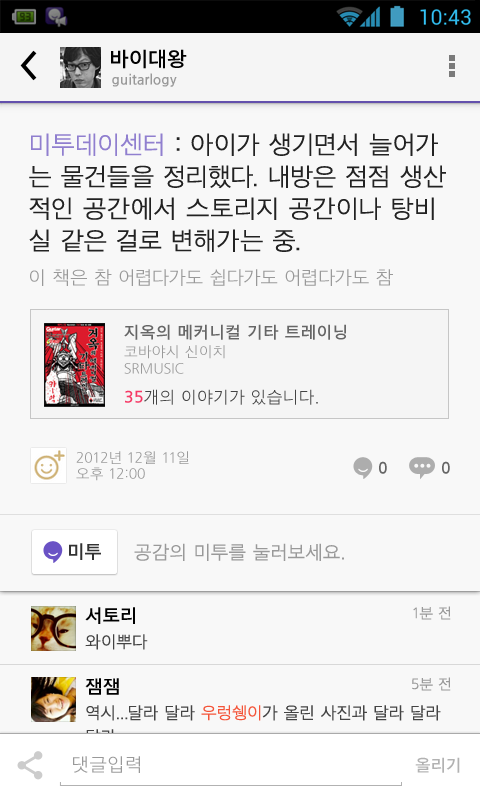 93
10:43
바이대왕
guitarlogy
미투데이센터 : 아이가 생기면서 늘어가
는 물건들을 정리했다. 내방은 점점 생산
적인 공간에서 스토리지 공간이나 탕비
실 같은 걸로 변해가는 중.
이 책은 참 어렵다가도 쉽다가도 어렵다가도 참
지옥의 메커니컬 기타 트레이닝
코바야시 신이치
SRMUSIC
35개의 이야기가 있습니다.
2012년 12월 11일
오후 12:00
0
0
미투
공감의 미투를 눌러보세요.
서토리
1분 전
와이뿌다
잼잼
5분 전
역시...달라 달라 우렁쉥이가 올린 사진과 달라 달라
댓글입력
올리기